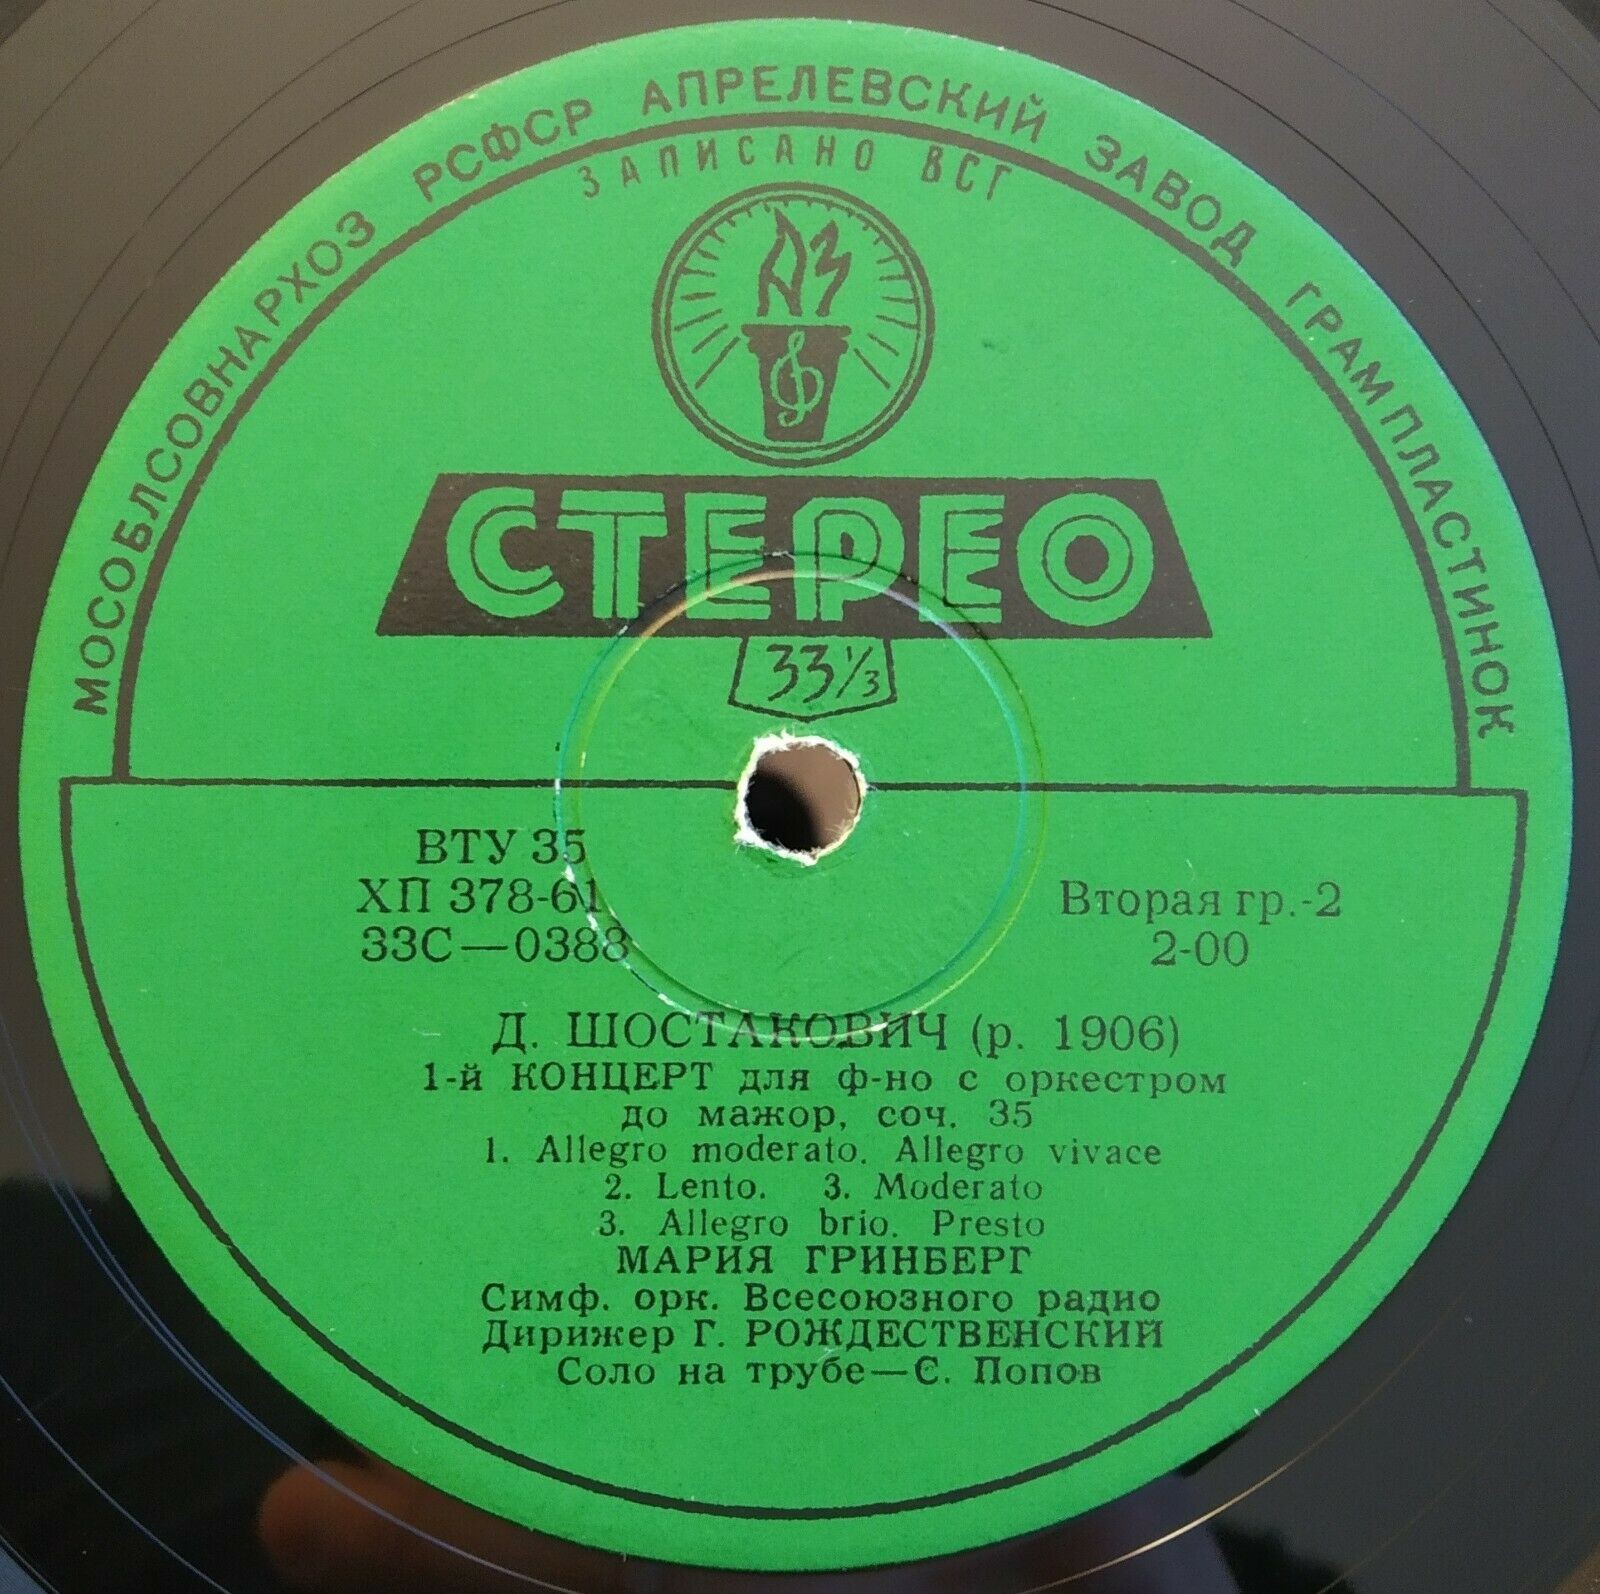 МОСОБЛСОВНАРХОЗ РСФСР АПРЕЛЕВСКИЙ ЗАВОД ГРАМПЛАСТИНОК
ЗАПИСАНО ВСГ
АЗ
СТЕРЕО
33 1/3
ВТУ 35
ХП 378-61
33С—0388
Вторая гр.-2
2-00
Д. ШОСТАКОВИЧ (р. 1906)
1-й КОНЦЕРТ для ф-но с оркестром
до мажор, соч. 35
1. Allegro moderato. Allegro vivace
2. Lento. 3. Moderato
3. Allegro brio. Presto
МАРИЯ ГРИНБЕРГ
Симф. орк. Всесоюзного радио
Дирижер Г. РОЖДЕСТВЕНСКИЙ
Соло на трубе—С. Попов